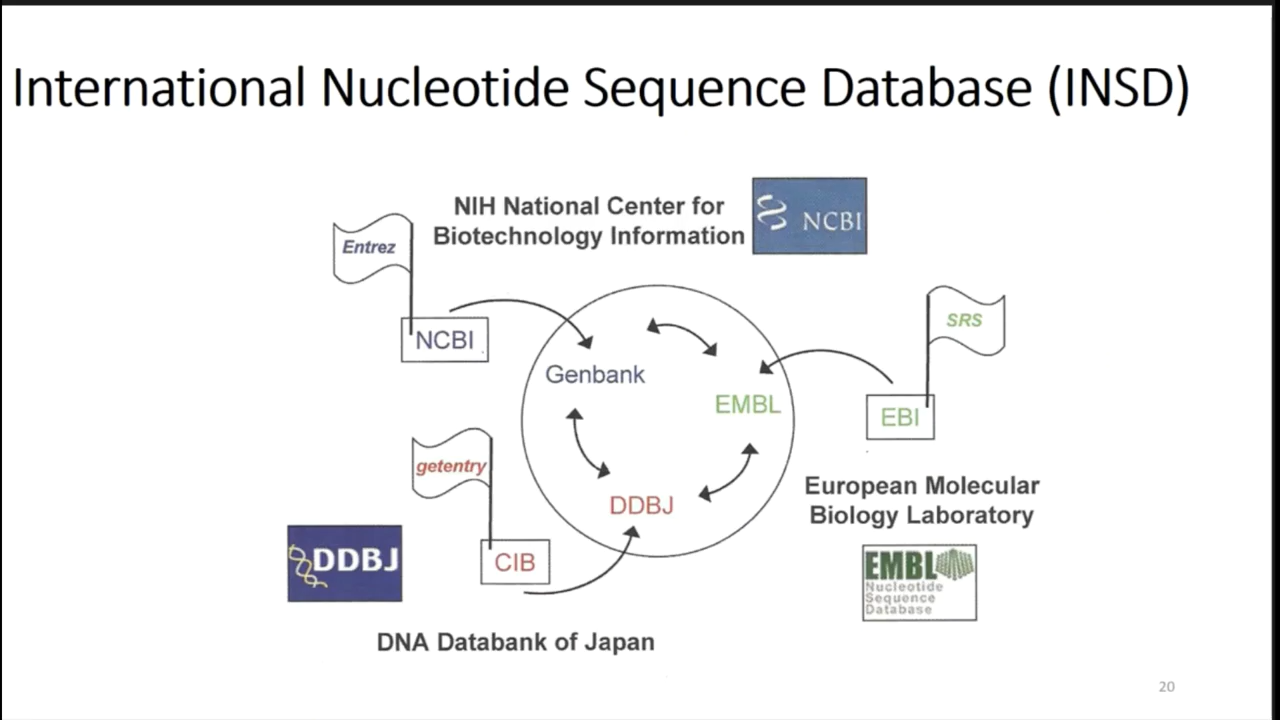 International Nucleotide Sequence Database (INSD)
NIH National Center for
Biotechnology Information
NCBI
Entrez
NCBI
SRS
Genbank
EMBL
EBI
getentry
DDBJ
European Molecular
Biology Laboratory
DDBJ
CIB
EMBL
Nucleotide
Sequence
Database
DNA Databank of Japan
20